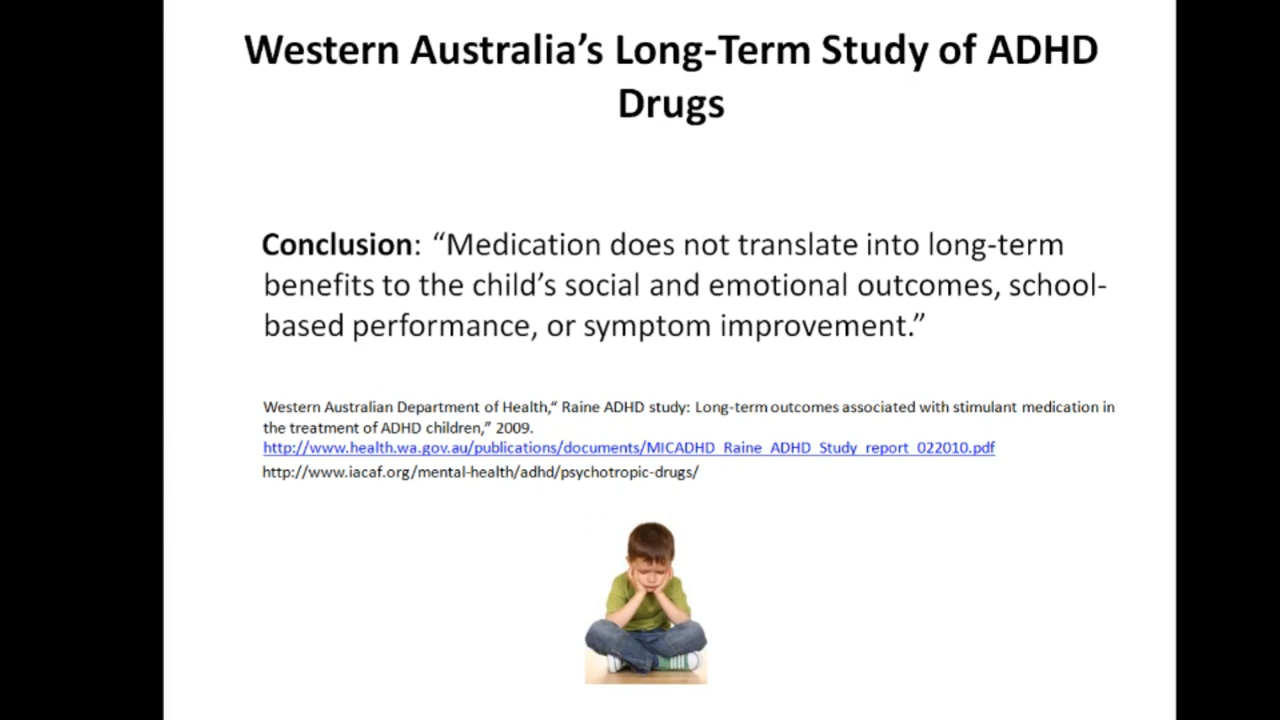 Western Australia’s Long-Term Study of ADHD
Drugs
Conclusion: “Medication does not translate into long-term
benefits to the child’s social and emotional outcomes, school-
based performance, or symptom improvement.”
Western Australian Department of Health,“ Raine ADHD study: Long-term outcomes associated with stimulant medication in
the treatment of ADHD children,” 2009.
http://www.health.wa.gov.au/publications/documents/MICADHD_Raine_ADHD_Study_report_022010.pdf
http://www.iacaf.org/mental-health/adhd/psychotropic-drugs/